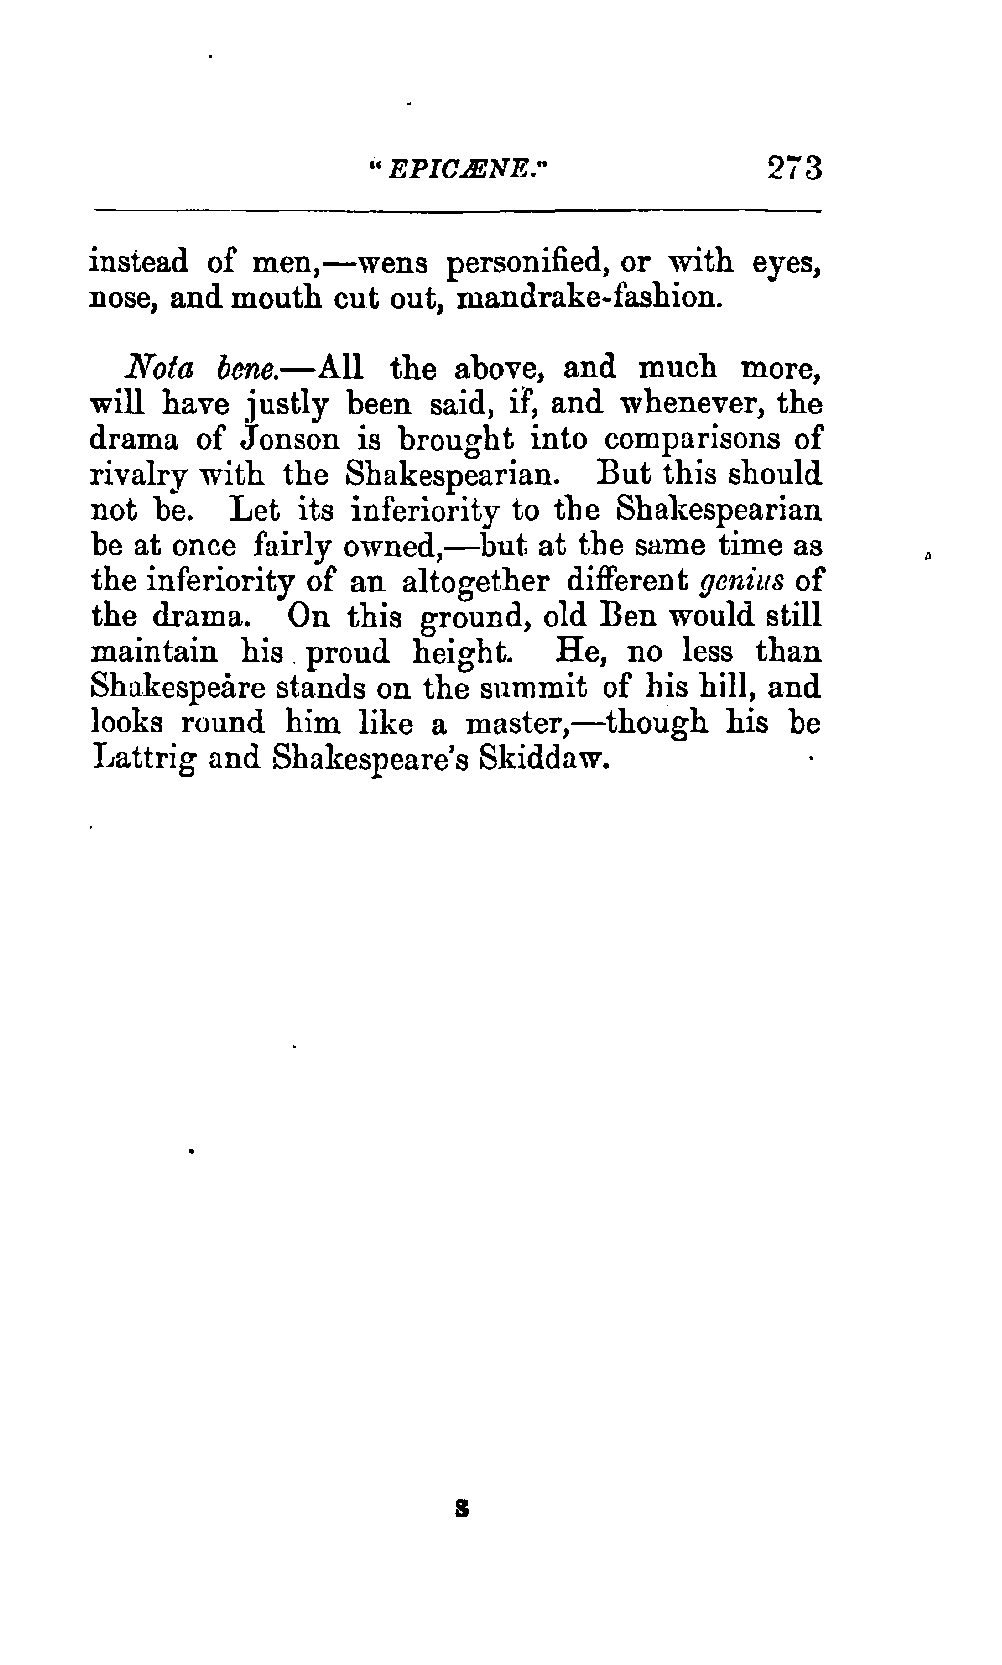 “EPICÆNE.” 273
instead of men,—wens personified, or with eyes,
nose, and mouth cut out, mandrake-fashion.
Nota bene.—All the above, and much more,
will have justly been said, if, and whenever, the
drama of Jonson is brought into comparisons of
rivalry with the Shakespearian. But this should
not be. Let its inferiority to the Shakespearian
be at once fairly owned,—but at the same time as
the inferiority of an altogether different genius of
the drama. On this ground, old Ben would still
maintain his proud height. He, no less than
Shakespeare stands on the summit of his hill, and
looks round him like a master,—though his be
Lattrig and Shakespeare's Skiddaw.
S